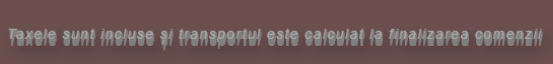 Taxele sunt incluse și transportul este calculat la finalizarea comenzii